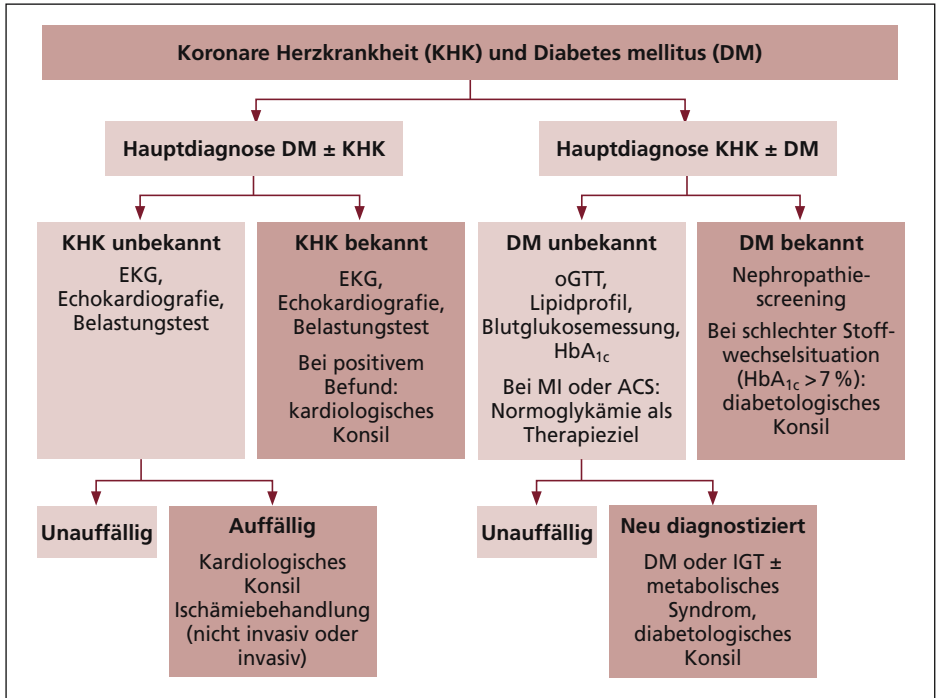 Koronare Herzkrankheit (KHK) und Diabetes mellitus (DM)
Hauptdiagnose DM ± KHK
Hauptdiagnose KHK ± DM
KHK unbekannt
EKG,
Echokardiografie,
Belastungstest
KHK bekannt
EKG,
Echokardiografie,
Belastungstest
Bei positivem
Befund:
kardiologisches
Konsil
DM unbekannt
oGTT,
Lipidprofil,
Blutglukosemessung,
HbA1c
Bei MI oder ACS:
Normoglykämie als
Therapieziel
DM bekannt
Nephropathie-
screening
Bei schlechter Stoff-
wechselsituation
(HbA1c >7 %):
diabetologisches
Konsil
Unauffällig
Auffällig
Kardiologisches
Konsil
Ischämiebehandlung
(nicht invasiv oder
invasiv)
Unauffällig
Neu diagnostiziert
DM oder IGT ±
metabolisches
Syndrom,
diabetologisches
Konsil